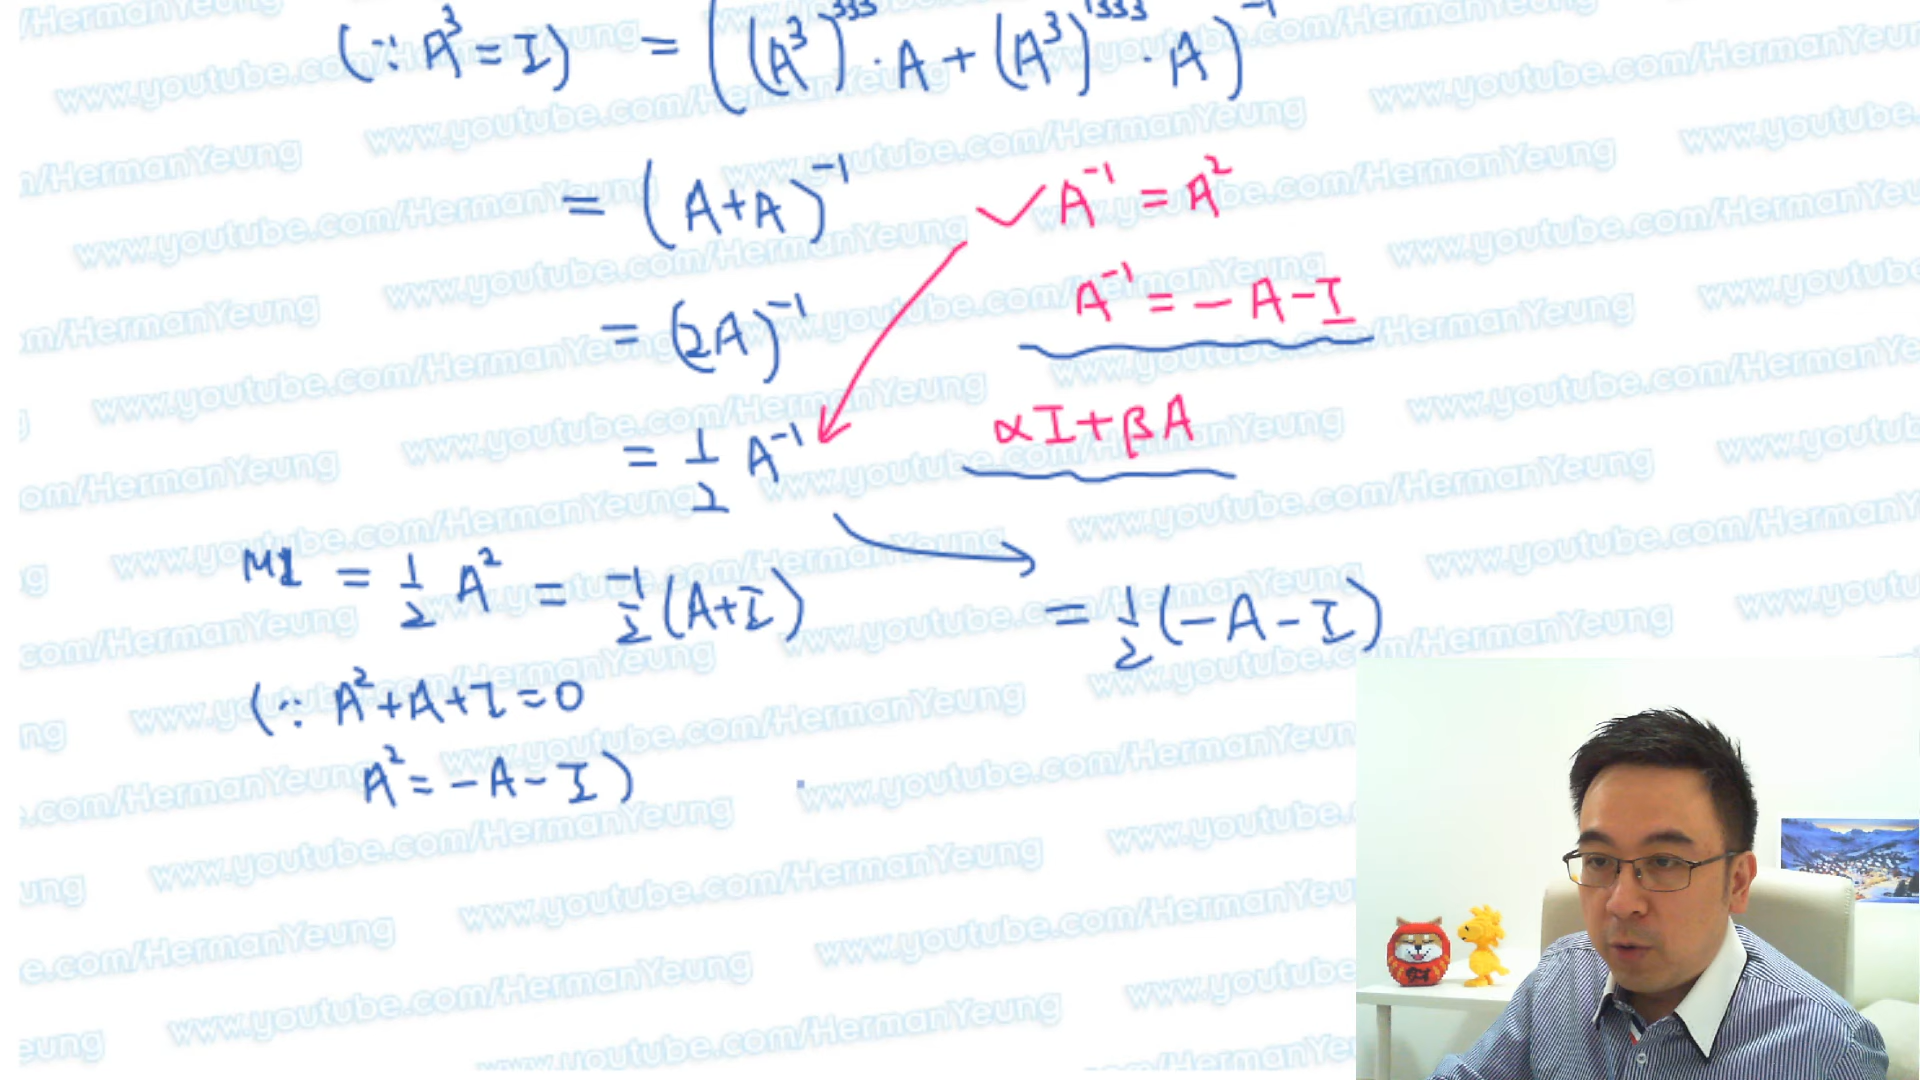 (∵ A³ = I) = ((A³)³³³ · A + (A³)¹³³³ · A)⁻¹
= (A+A)⁻¹
✓ A⁻¹ = A²
A⁻¹ = −A−I
= (2A)⁻¹
αI+βA
= 1/2 A⁻¹
M1 = 1/2 A² = −1/2 (A+I)
= 1/2 (−A−I)
(∵ A²+A+I=0
A² = −A−I)
www.youtube.com/HermanYeung